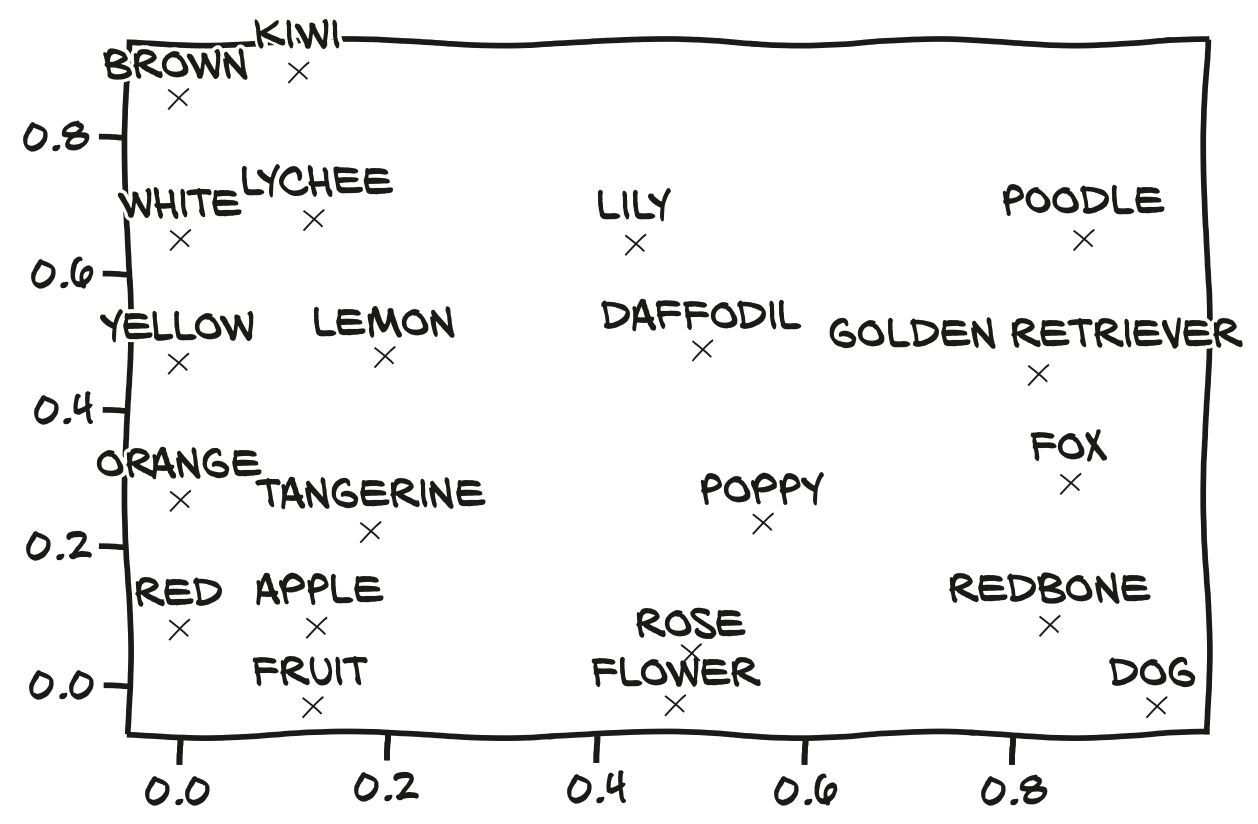 KIWI
BROWN
0.8
LYCHEE
WHITE
LILY
POODLE
0.6
YELLOW
LEMON
DAFFODIL
GOLDEN RETRIEVER
0.4
FOX
ORANGE
TANGERINE
POPPY
0.2
RED
APPLE
REDBONE
ROSE
FRUIT
FLOWER
DOG
0.0
0.0 0.2 0.4 0.6 0.8